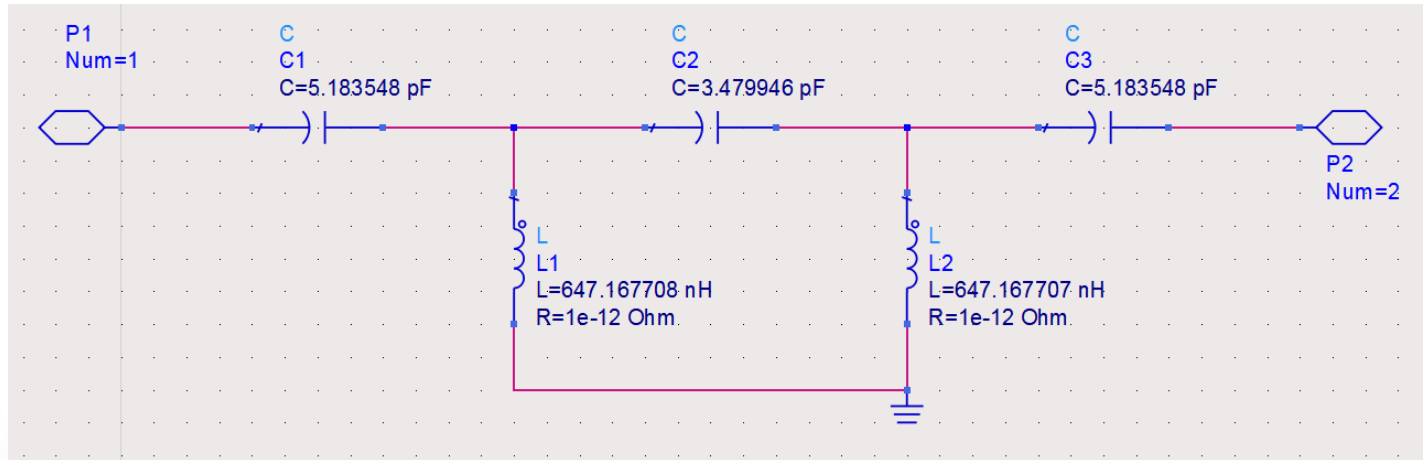 P1
Num=1
C
C1
C=5.183548 pF
C
C2
C=3.479946 pF
C
C3
C=5.183548 pF
P2
Num=2
L
L1
L=647.167708 nH
R=1e-12 Ohm
L
L2
L=647.167707 nH
R=1e-12 Ohm